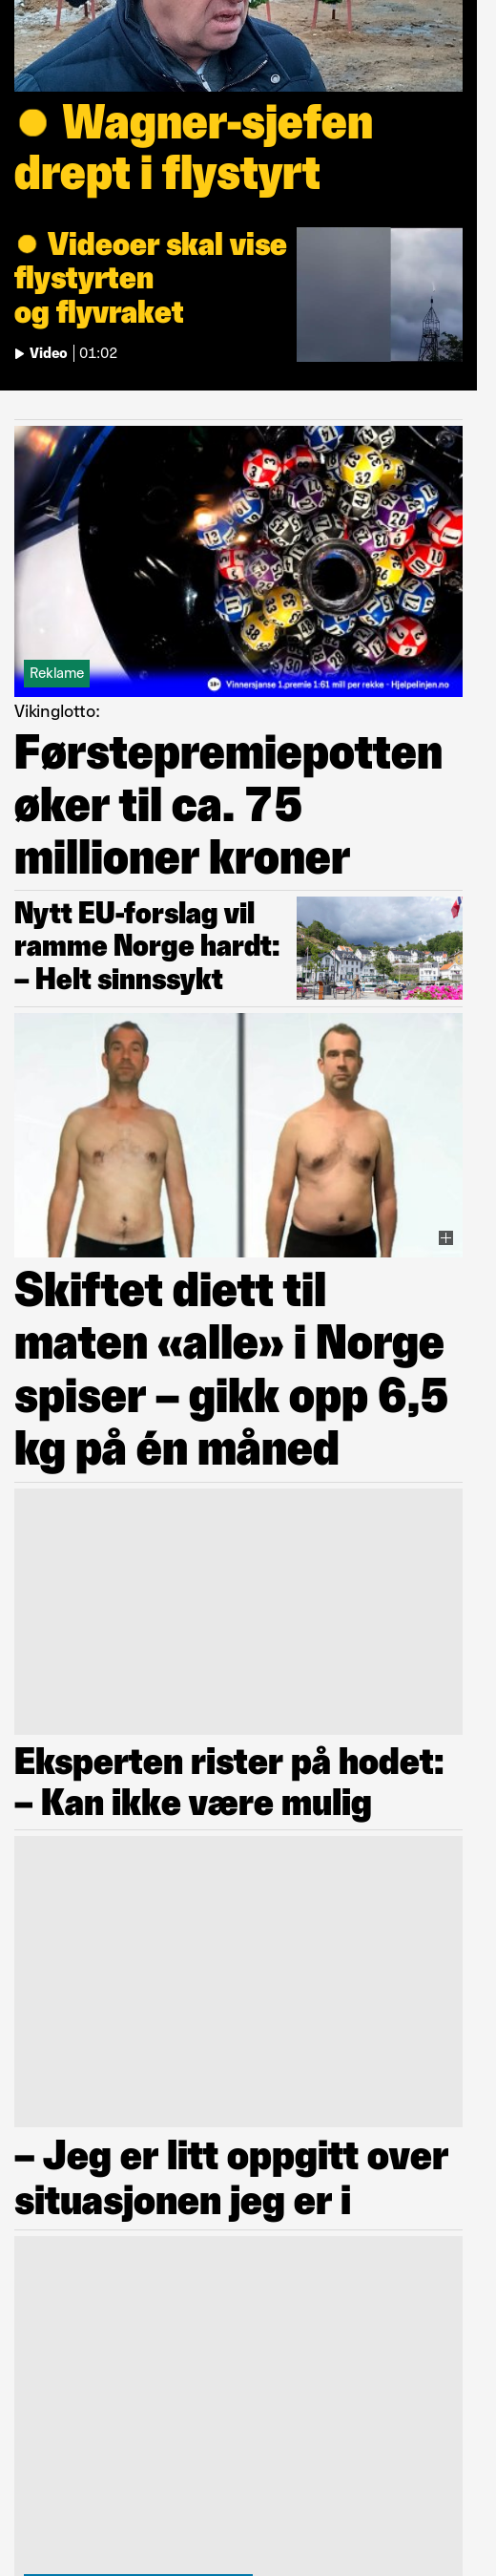 Wagner-sjefen
drept i flystyrt
Videoer skal vise
flystyrten
og flyvraket
Video | 01:02
Reklame
18+ Vinnersjanse 1.premie 1:61 mill per rekke - Hjelpelinjen.no
Vikinglotto:
Førstepremiepotten
øker til ca. 75
millioner kroner
Nytt EU-forslag vil
ramme Norge hardt:
– Helt sinnssykt
Skiftet diett til
maten «alle» i Norge
spiser – gikk opp 6,5
kg på én måned
Eksperten rister på hodet:
– Kan ikke være mulig
– Jeg er litt oppgitt over
situasjonen jeg er i